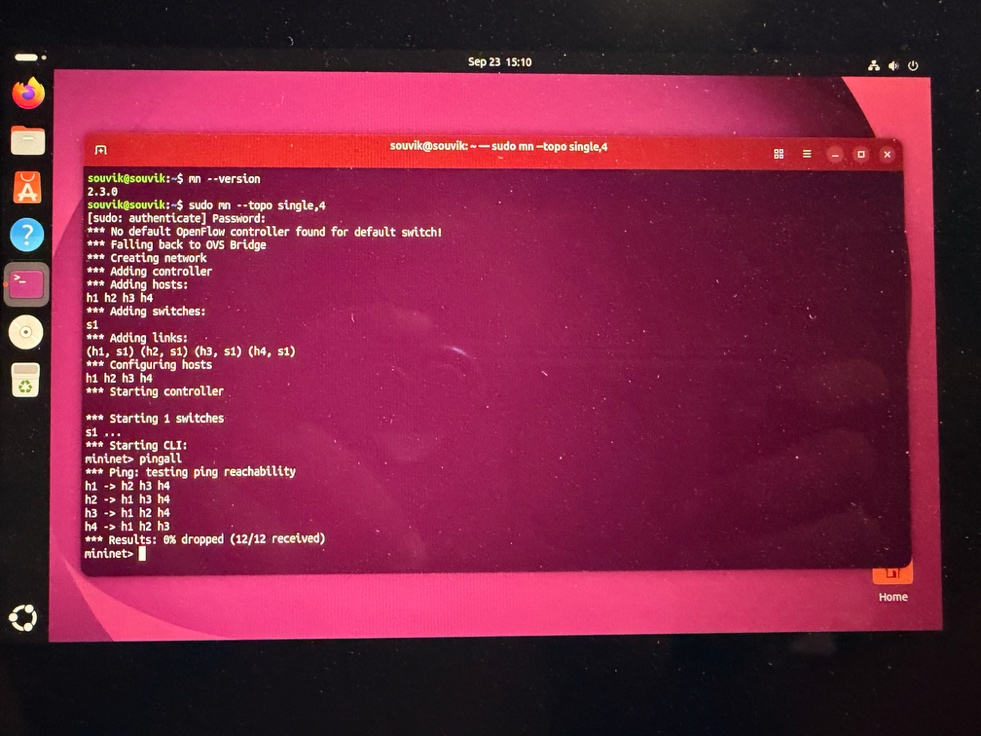 Sep 23 15:10
souvik@souvik: ~ — sudo mn --topo single,4
souvik@souvik:~$ mn --version
2.3.0
souvik@souvik:~$ sudo mn --topo single,4
[sudo: authenticate] Password:
*** No default OpenFlow controller found for default switch!
*** Falling back to OVS Bridge
*** Creating network
*** Adding controller
*** Adding hosts:
h1 h2 h3 h4
*** Adding switches:
s1
*** Adding links:
(h1, s1) (h2, s1) (h3, s1) (h4, s1)
*** Configuring hosts
h1 h2 h3 h4
*** Starting controller
*** Starting 1 switches
s1 ...
*** Starting CLI:
mininet> pingall
*** Ping: testing ping reachability
h1 -> h2 h3 h4
h2 -> h1 h3 h4
h3 -> h1 h2 h4
h4 -> h1 h2 h3
*** Results: 0% dropped (12/12 received)
mininet>
Home